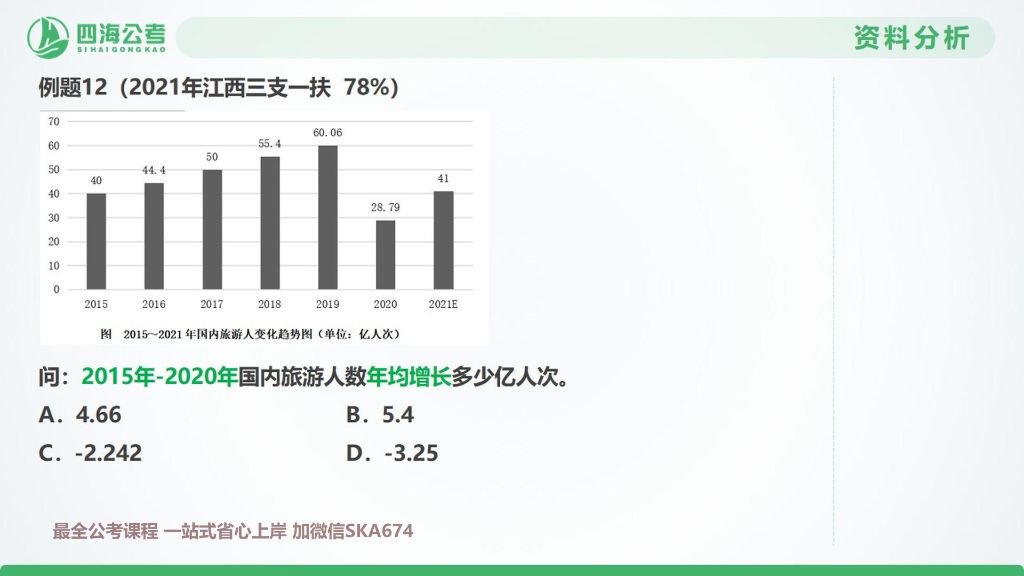 四海公考
SIHAIGONGKAO
资料分析
例题12（2021年江西三支一扶 78%）
70
60
50
40
30
20
10
0
40
44.4
50
55.4
60.06
28.79
41
2015 2016 2017 2018 2019 2020 2021E
图 2015～2021年国内旅游人变化趋势图（单位：亿人次）
问：2015年-2020年国内旅游人数年均增长多少亿人次。
A．4.66 B．5.4
C．-2.242 D．-3.25
最全公考课程 一站式省心上岸 加微信SKA674